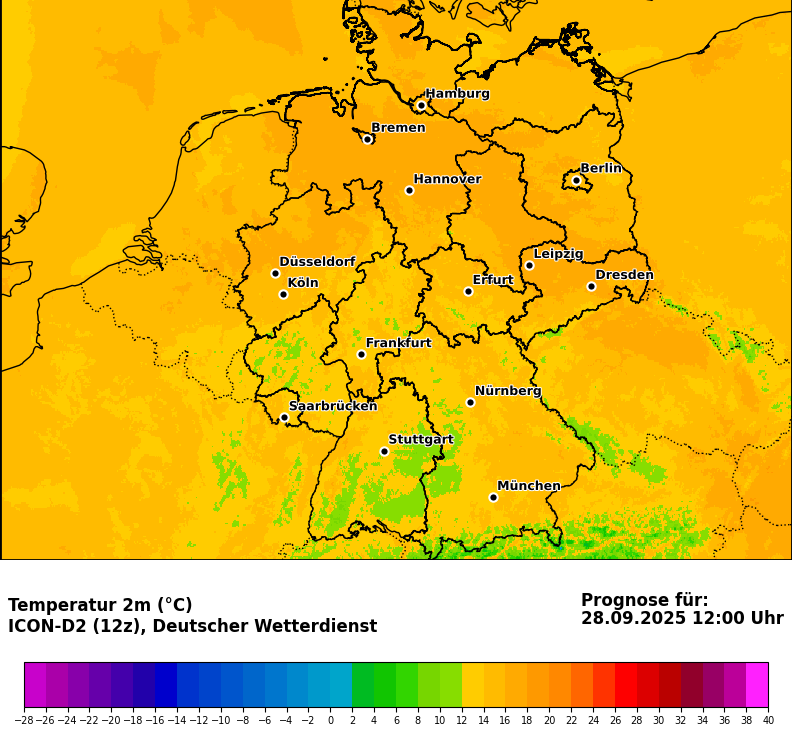 Hamburg
Bremen
Berlin
Hannover
Leipzig
Düsseldorf
Dresden
Erfurt
Köln
Frankfurt
Nürnberg
Saarbrücken
Stuttgart
München
Temperatur 2m (°C)
ICON-D2 (12z), Deutscher Wetterdienst
Prognose für:
28.09.2025 12:00 Uhr
−28 −26 −24 −22 −20 −18 −16 −14 −12 −10 −8 −6 −4 −2 0 2 4 6 8 10 12 14 16 18 20 22 24 26 28 30 32 34 36 38 40